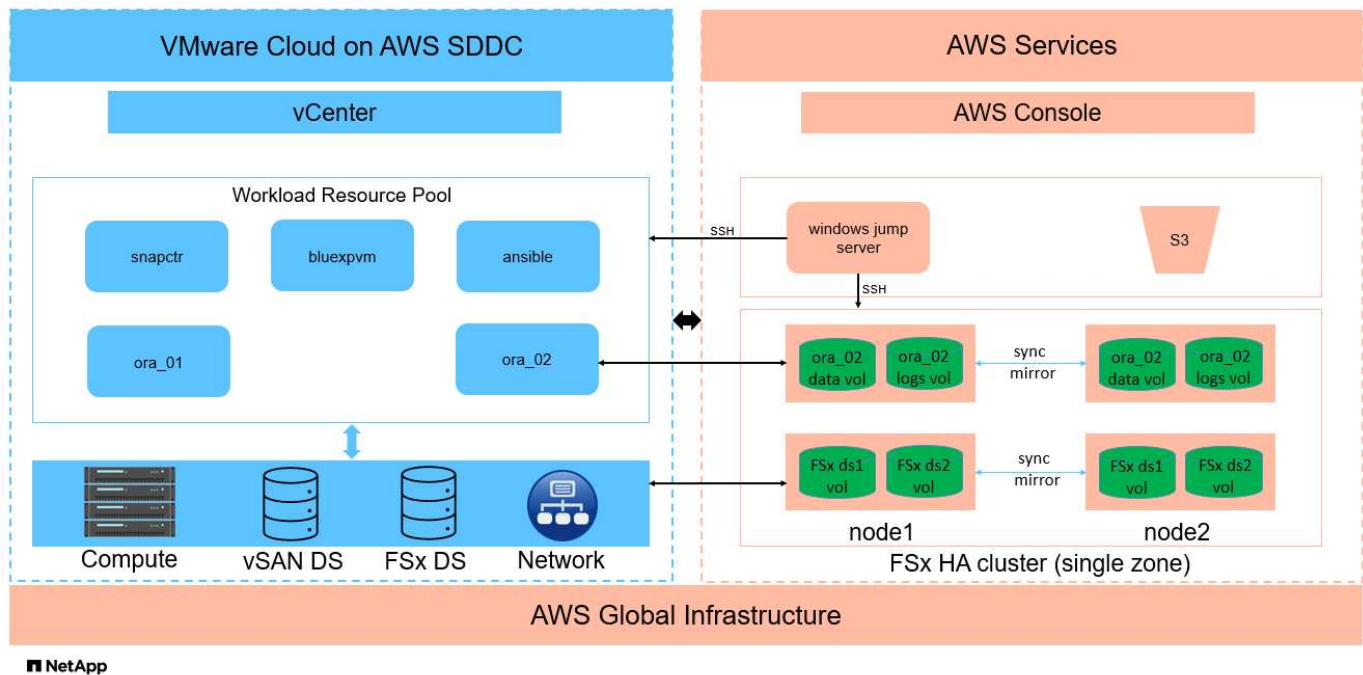 VMware Cloud on AWS SDDC
vCenter
Workload Resource Pool
snapctr
bluexpvm
ansible
ora_01
ora_02
Compute
vSAN DS
FSx DS
Network
AWS Services
AWS Console
SSH
windows jump
server
S3
SSH
ora_02
data vol
ora_02
logs vol
sync
mirror
ora_02
data vol
ora_02
logs vol
FSx ds1
vol
FSx ds2
vol
sync
mirror
FSx ds1
vol
FSx ds2
vol
node1
node2
FSx HA cluster (single zone)
AWS Global Infrastructure
NetApp